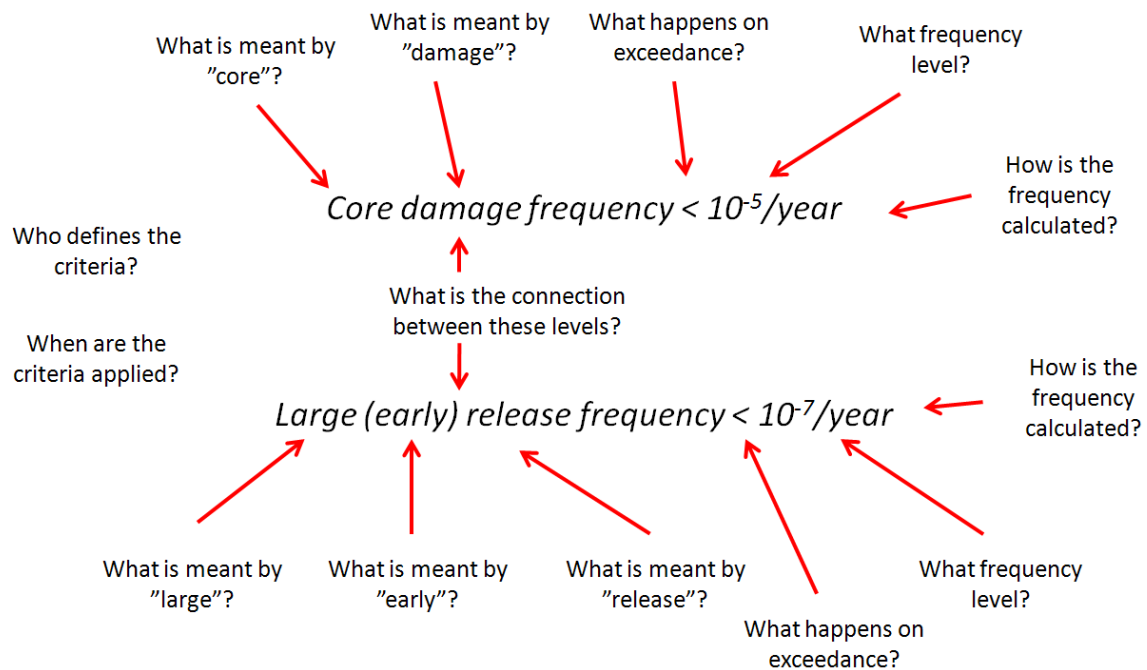 What is meant by
”core”?
What is meant by
”damage”?
What happens on
exceedance?
What frequency
level?
How is the
frequency
calculated?
Core damage frequency < 10⁻⁵/year
Who defines the
criteria?
What is the connection
between these levels?
When are the
criteria applied?
How is the
frequency
calculated?
Large (early) release frequency < 10⁻⁷/year
What is meant by
”large”?
What is meant by
”early”?
What is meant by
”release”?
What frequency
level?
What happens on
exceedance?